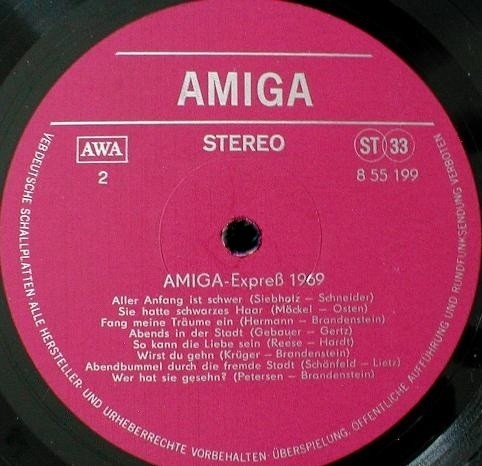 AMIGA
STEREO
AWA
2
ST 33
8 55 199
AMIGA-Expreß 1969
Aller Anfang ist schwer (Siebholz — Schneider)
Sie hatte schwarzes Haar (Möckel — Osten)
Fang meine Träume ein (Hermann — Brandenstein)
Abends in der Stadt (Gebauer — Gertz)
So kann die Liebe sein (Reese — Hardt)
Wirst du gehn (Krüger — Brandenstein)
Abendbummel durch die fremde Stadt (Schönfeld — Lietz)
Wer hat sie gesehn? (Petersen — Brandenstein)
VEB DEUTSCHE SCHALLPLATTEN · ALLE HERSTELLER- UND URHEBERRECHTE VORBEHALTEN · ÜBERSPIELUNG, ÖFFENTLICHE AUFFÜHRUNG UND RUNDFUNKSENDUNG VERBOTEN